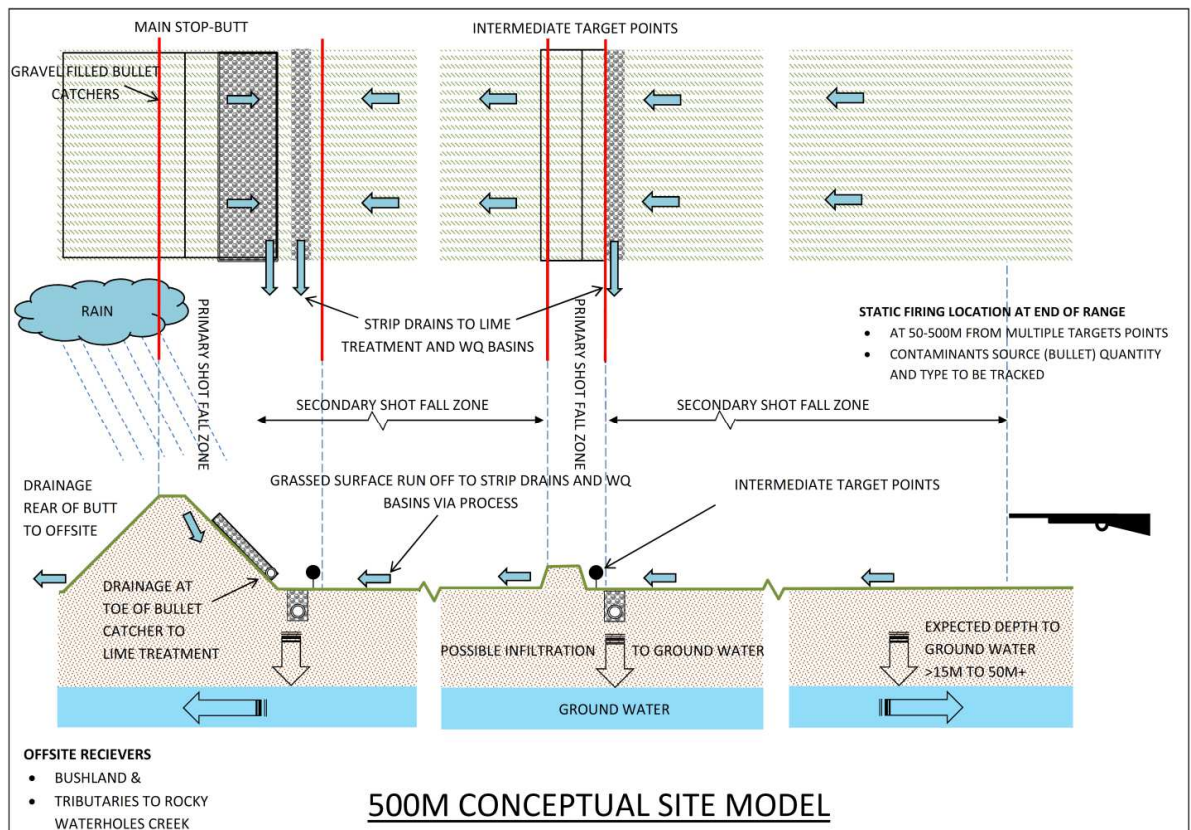 MAIN STOP-BUTT
INTERMEDIATE TARGET POINTS
GRAVEL FILLED BULLET
CATCHERS
RAIN
PRIMARY SHOT FALL ZONE
STRIP DRAINS TO LIME
TREATMENT AND WQ BASINS
PRIMARY SHOT FALL ZONE
STATIC FIRING LOCATION AT END OF RANGE
• AT 50-500M FROM MULTIPLE TARGETS POINTS
• CONTAMINANTS SOURCE (BULLET) QUANTITY
AND TYPE TO BE TRACKED
SECONDARY SHOT FALL ZONE
SECONDARY SHOT FALL ZONE
DRAINAGE
REAR OF BUTT
TO OFFSITE
GRASSED SURFACE RUN OFF TO STRIP DRAINS AND WQ
BASINS VIA PROCESS
INTERMEDIATE TARGET POINTS
DRAINAGE AT
TOE OF BULLET
CATCHER TO
LIME TREATMENT
POSSIBLE INFILTRATION TO GROUND WATER
EXPECTED DEPTH TO
GROUND WATER
>15M TO 50M+
GROUND WATER
OFFSITE RECIEVERS
• BUSHLAND &
• TRIBUTARIES TO ROCKY
WATERHOLES CREEK
500M CONCEPTUAL SITE MODEL